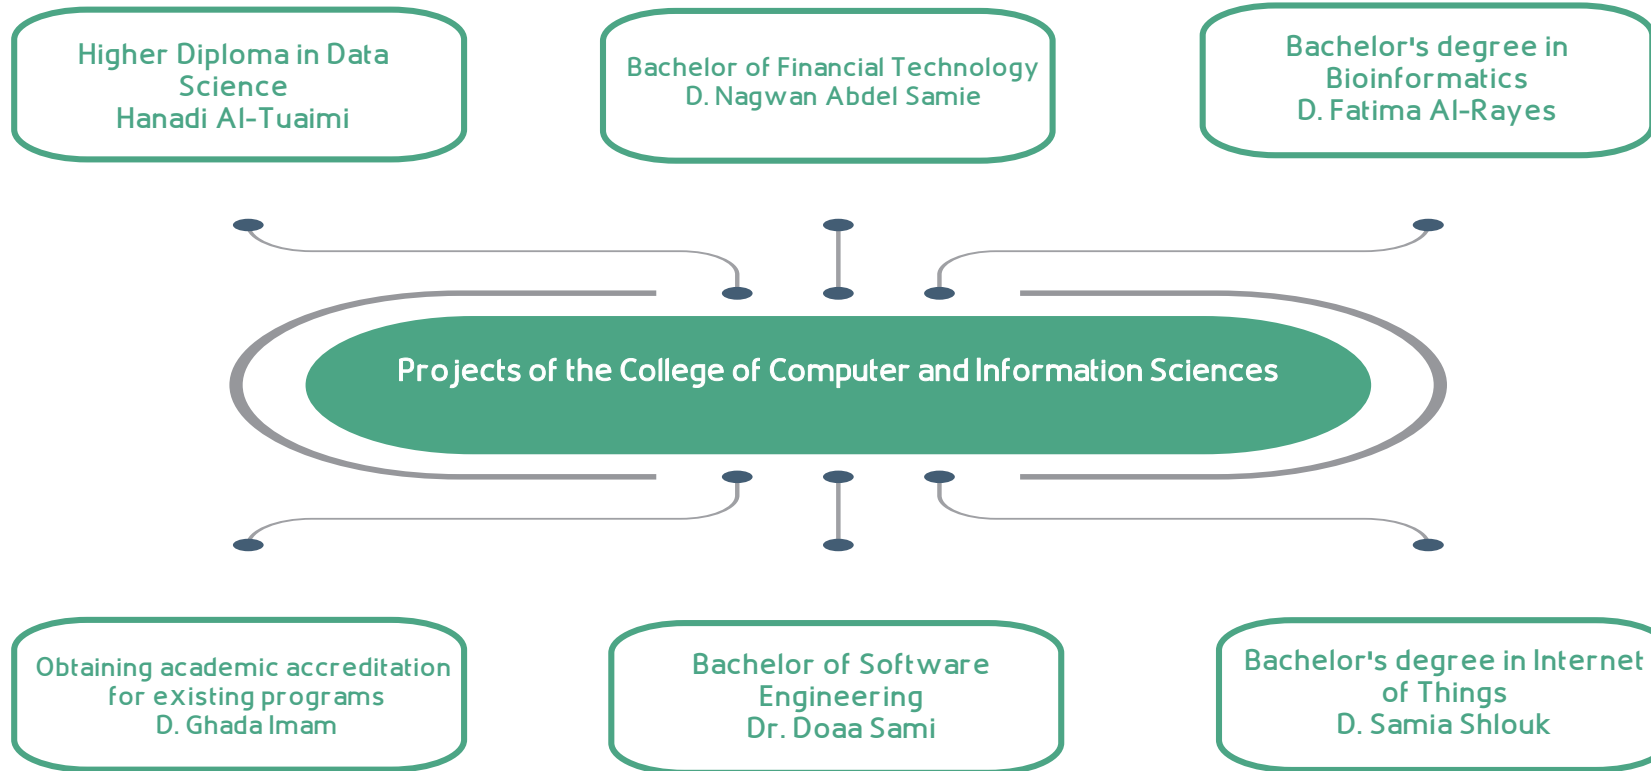 Higher Diploma in Data
Science
Hanadi Al-Tuaimi
Bachelor of Financial Technology
D. Nagwan Abdel Samie
Bachelor's degree in
Bioinformatics
D. Fatima Al-Rayes
Projects of the College of Computer and Information Sciences
Obtaining academic accreditation
for existing programs
D. Ghada Imam
Bachelor of Software
Engineering
Dr. Doaa Sami
Bachelor's degree in Internet
of Things
D. Samia Shlouk